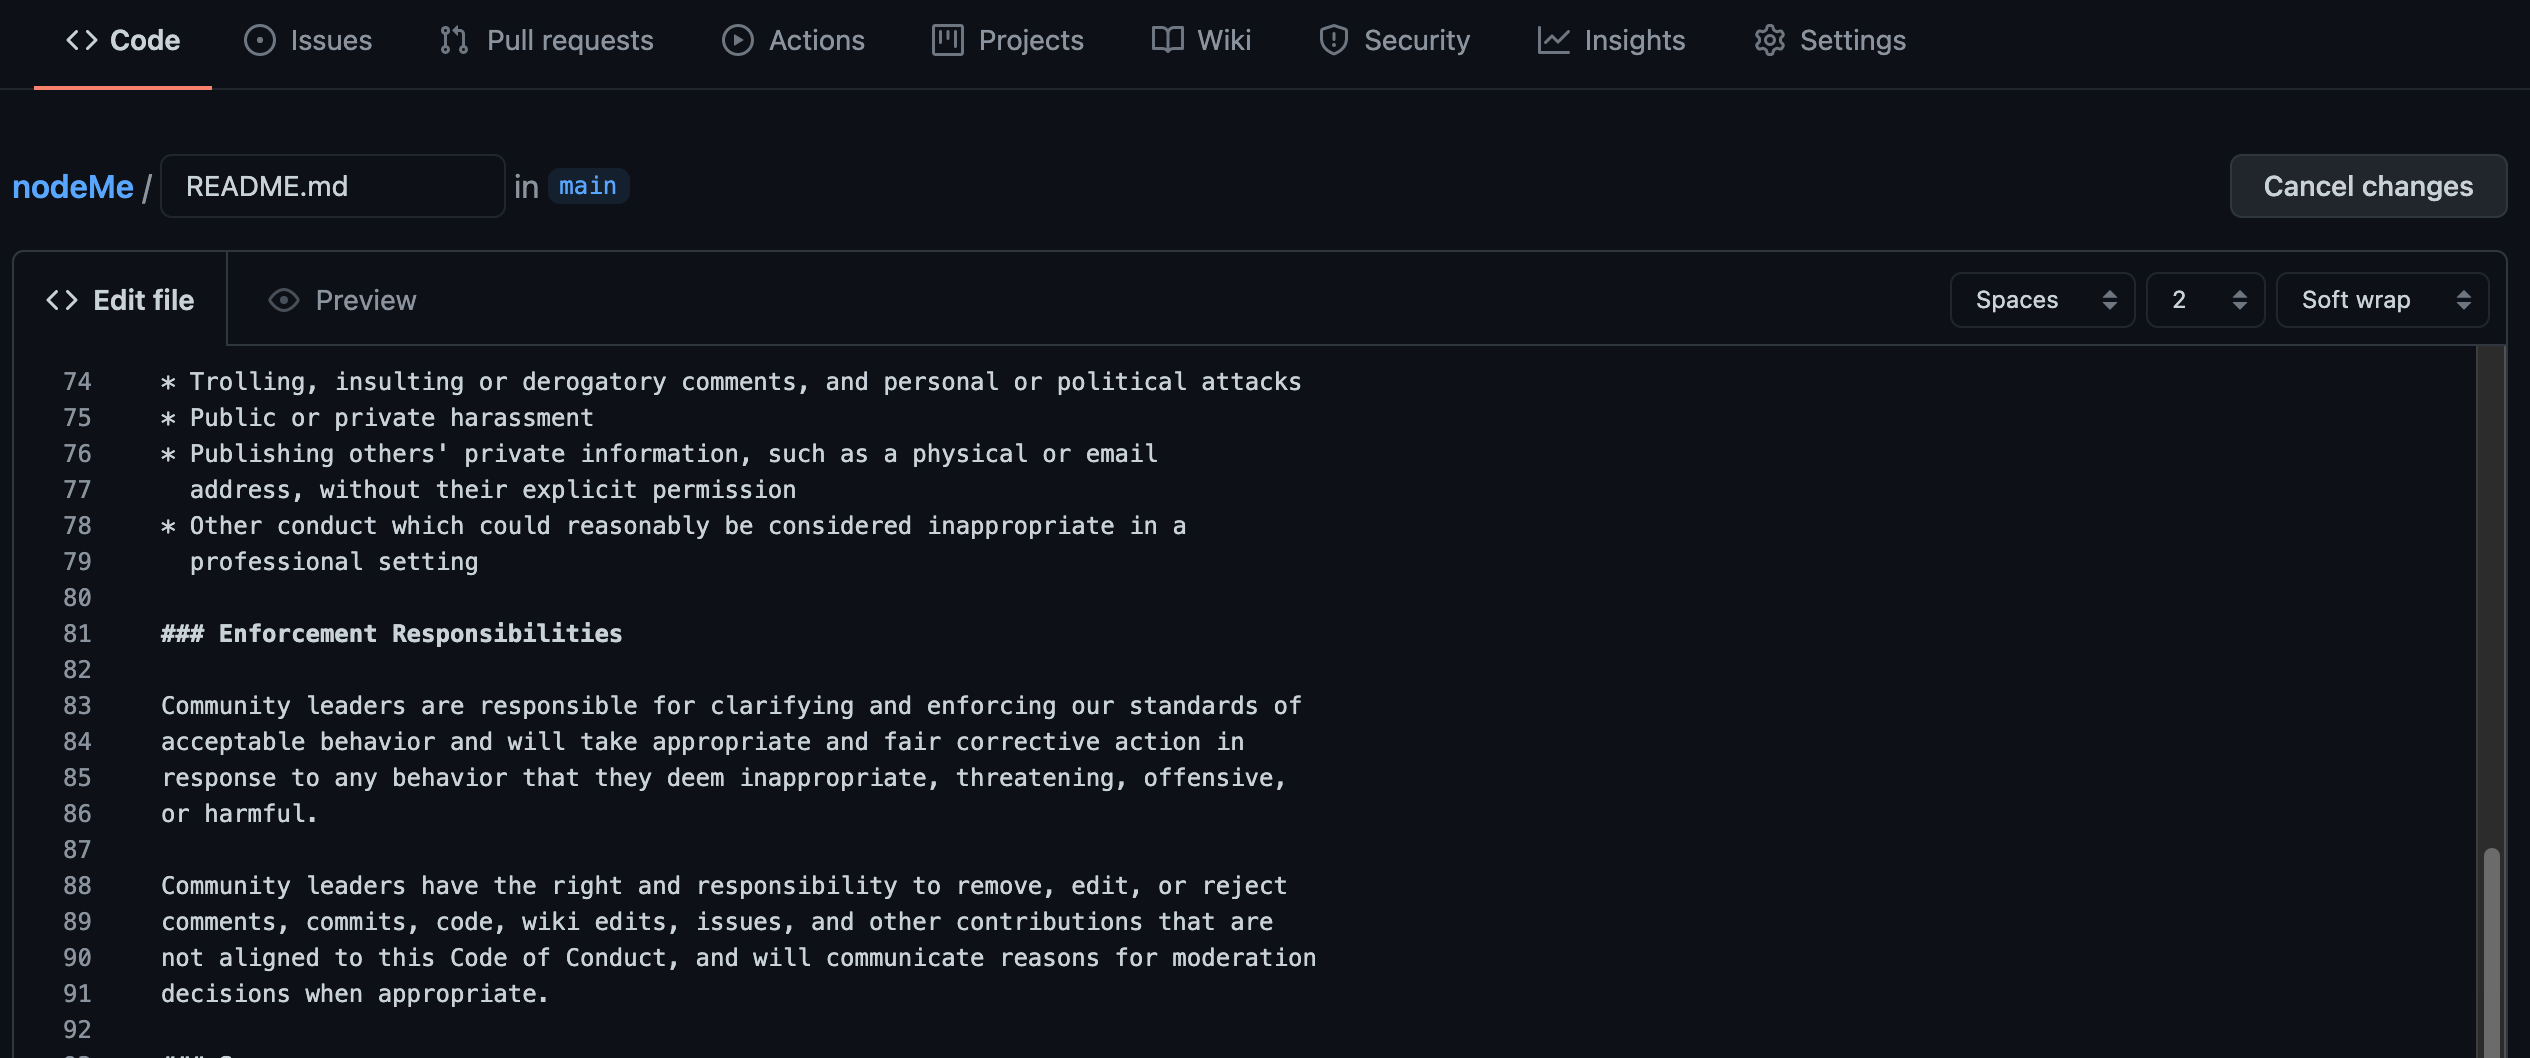 Code Issues Pull requests Actions Projects Wiki Security Insights Settings
nodeMe / README.md in main Cancel changes
Edit file Preview Spaces 2 Soft wrap
74 * Trolling, insulting or derogatory comments, and personal or political attacks
75 * Public or private harassment
76 * Publishing others' private information, such as a physical or email
77 address, without their explicit permission
78 * Other conduct which could reasonably be considered inappropriate in a
79 professional setting
80
81 ### Enforcement Responsibilities
82
83 Community leaders are responsible for clarifying and enforcing our standards of
84 acceptable behavior and will take appropriate and fair corrective action in
85 response to any behavior that they deem inappropriate, threatening, offensive,
86 or harmful.
87
88 Community leaders have the right and responsibility to remove, edit, or reject
89 comments, commits, code, wiki edits, issues, and other contributions that are
90 not aligned to this Code of Conduct, and will communicate reasons for moderation
91 decisions when appropriate.
92